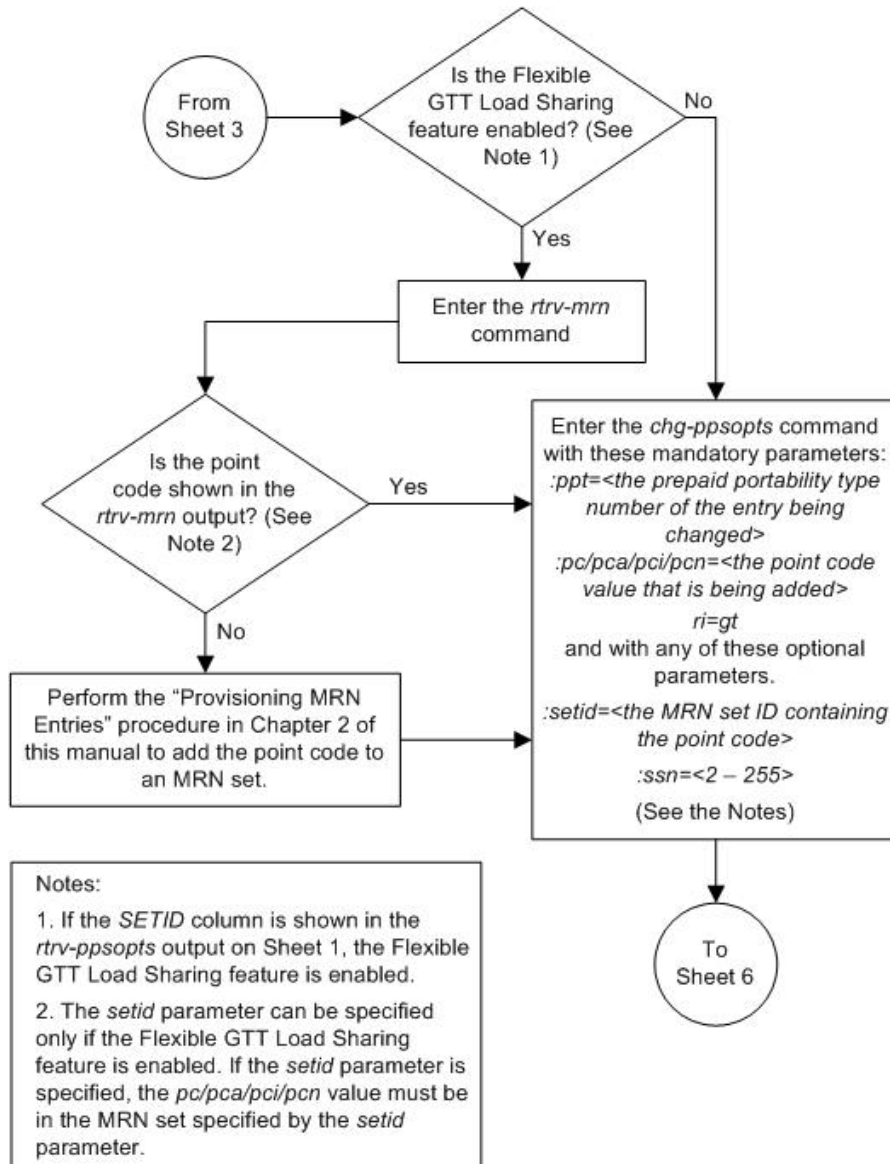 From
Sheet 3
Is the Flexible
GTT Load Sharing
feature enabled? (See
Note 1)
No
Yes
Enter the rtrv-mrn
command
Is the point
code shown in the
rtrv-mrn output? (See
Note 2)
Yes
No
Perform the “Provisioning MRN
Entries” procedure in Chapter 2 of
this manual to add the point code to
an MRN set.
Enter the chg-ppsopts command
with these mandatory parameters:
:ppt=<the prepaid portability type
number of the entry being
changed>
:pc/pca/pci/pcn=<the point code
value that is being added>
ri=gt
and with any of these optional
parameters.
:setid=<the MRN set ID containing
the point code>
:ssn=<2 – 255>
(See the Notes)
To
Sheet 6
Notes:
1. If the SETID column is shown in the
rtrv-ppsopts output on Sheet 1, the Flexible
GTT Load Sharing feature is enabled.
2. The setid parameter can be specified
only if the Flexible GTT Load Sharing
feature is enabled. If the setid parameter is
specified, the pc/pca/pci/pcn value must be
in the MRN set specified by the setid
parameter.